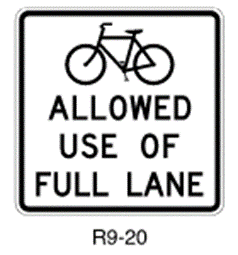 ALLOWED
USE OF
FULL LANE
R9-20